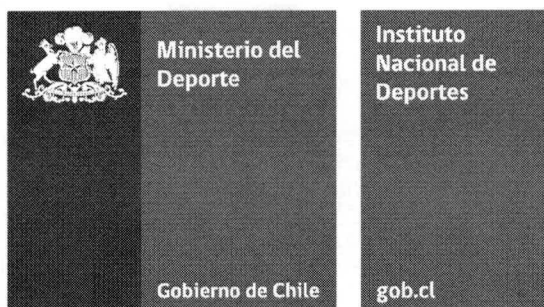 Ministerio del
Deporte
Gobierno de Chile
Instituto
Nacional de
Deportes
gob.cl